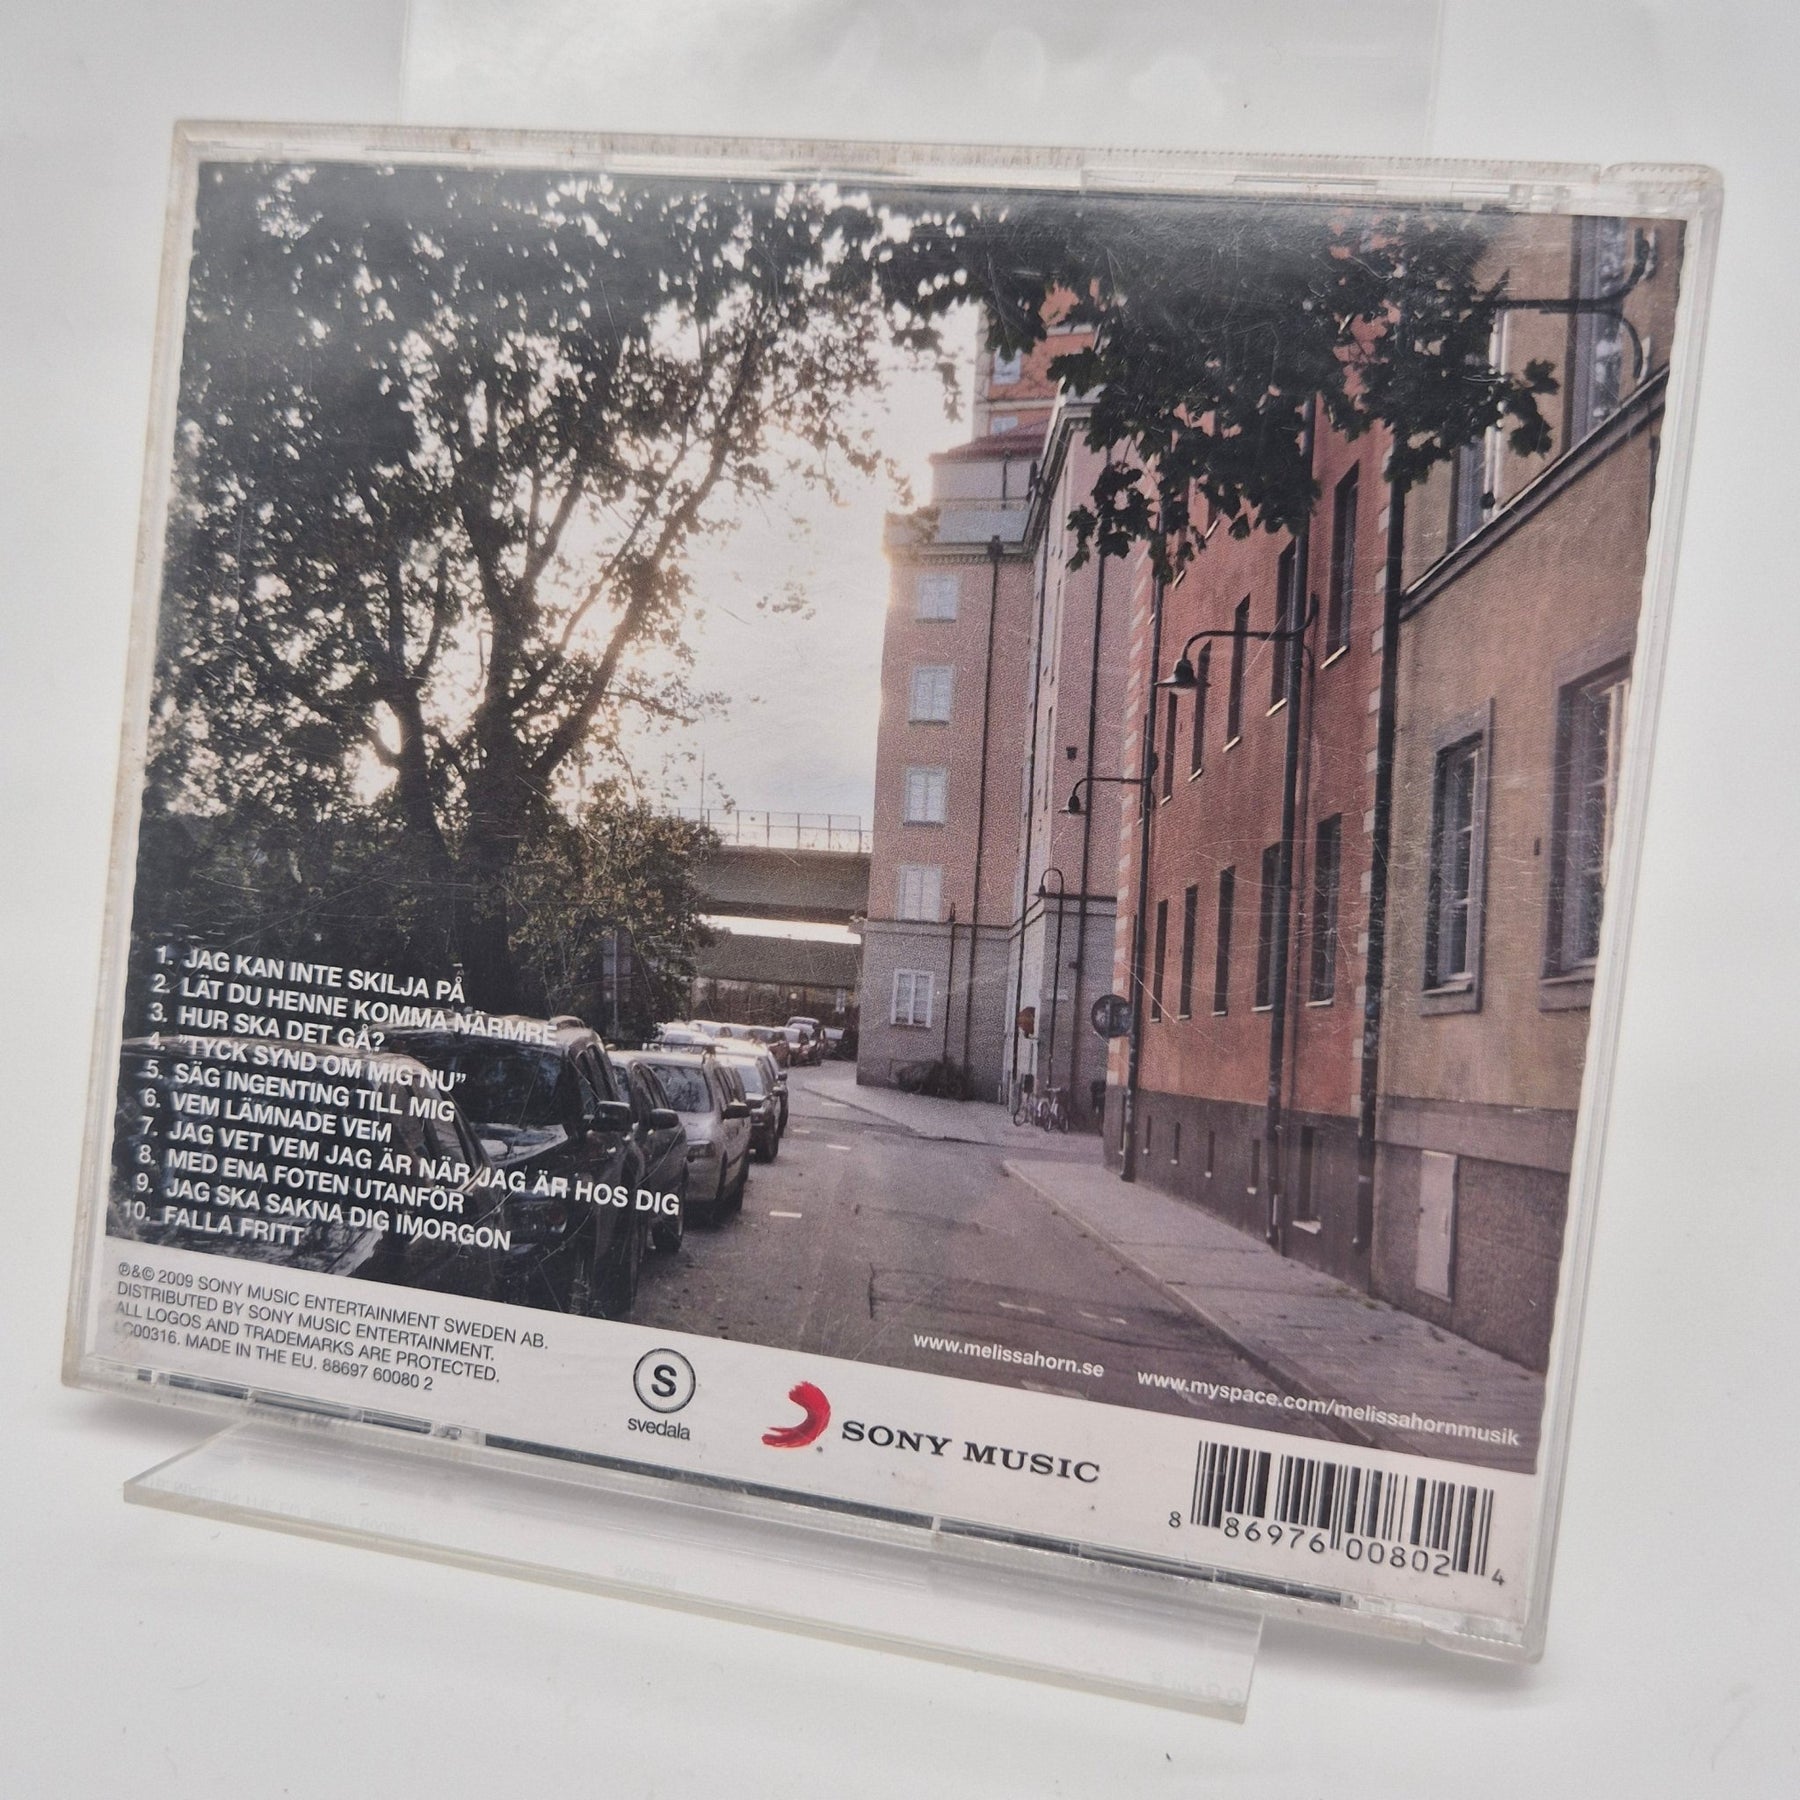 1. JAG KAN INTE SKILJA PÅ
2. LÄT DU HENNE KOMMA NÄRMRE
3. HUR SKA DET GÅ?
4. "TYCK SYND OM MIG NU"
5. SÄG INGENTING TILL MIG
6. VEM LÄMNADE VEM
7. JAG VET VEM JAG ÄR NÄR JAG ÄR HOS DIG
8. MED ENA FOTEN UTANFÖR
9. JAG SKA SAKNA DIG IMORGON
10. FALLA FRITT
℗&© 2009 SONY MUSIC ENTERTAINMENT SWEDEN AB.
DISTRIBUTED BY SONY MUSIC ENTERTAINMENT.
ALL LOGOS AND TRADEMARKS ARE PROTECTED.
LC00316. MADE IN THE EU. 88697 60080 2
S
svedala
SONY MUSIC
www.melissahorn.se
www.myspace.com/melissahornmusik
8 86976 00802 4